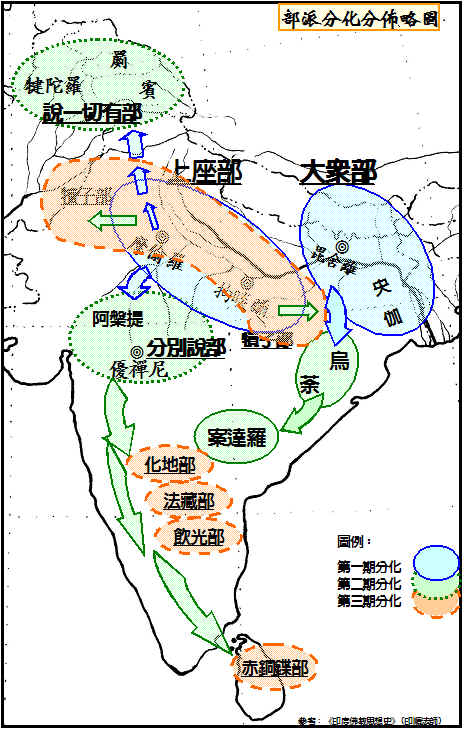 部派分化分佈略圖
罽
賓
犍陀羅
說一切有部
上座部
大眾部
犢子部
摩偷羅
毘舍離
央
伽
阿槃提
分別說部
優禪尼
犢子部
烏
荼
案達羅
化地部
法藏部
飲光部
赤銅鍱部
圖例：
第一期分化
第二期分化
第三期分化
參考：《印度佛教思想史》（印順法師）